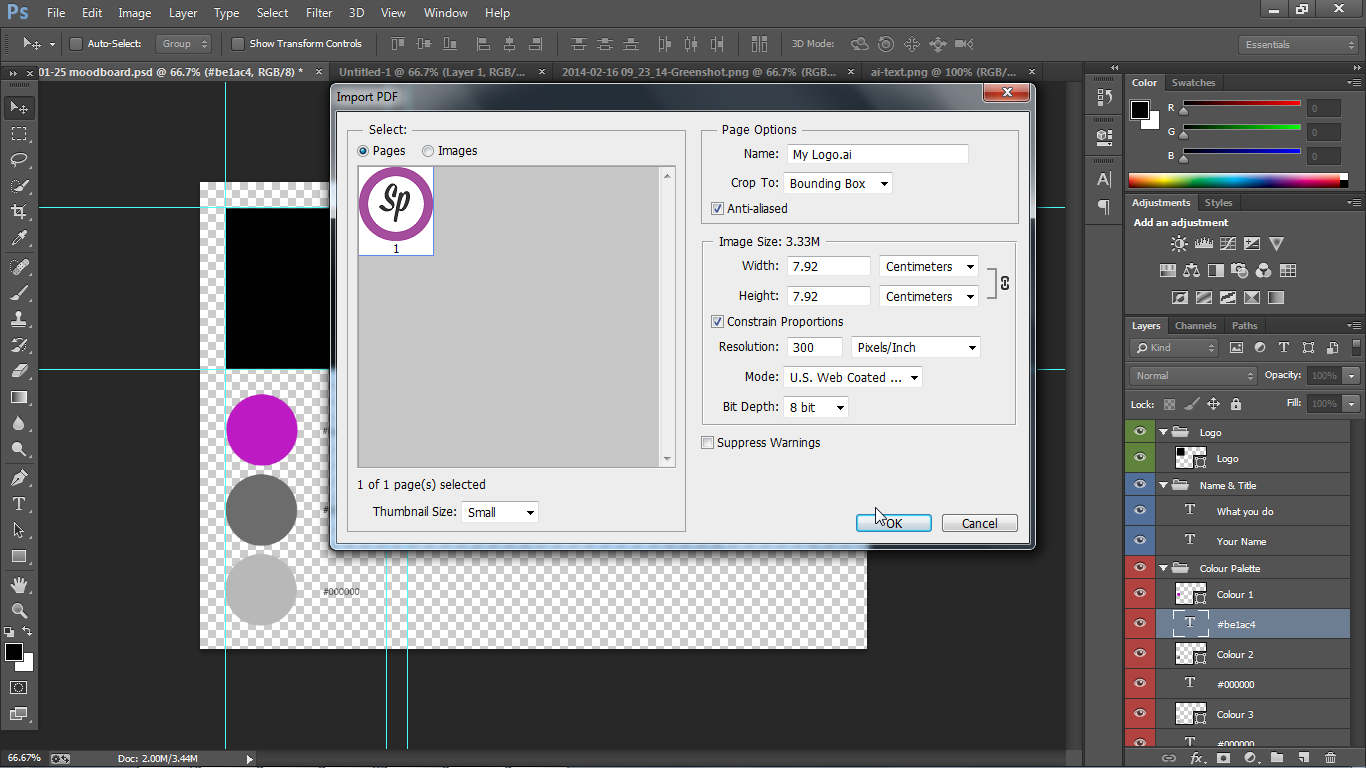 Ps File Edit Image Layer Type Select Filter 3D View Window Help
Auto-Select: Group Show Transform Controls 3D Mode: Essentials
01-25 moodboard.psd @ 66.7% (#be1ac4, RGB/8) * × Untitled-1 @ 66.7% (Layer 1, RGB/... × 2014-02-16 09_23_14-Greenshot.png @ 66.7% (RGB... × ai-text.png @ 100% (RGB/... ×
Import PDF
Select:
Pages Images
Sp
1
1 of 1 page(s) selected
Thumbnail Size: Small
Page Options
Name: My Logo.ai
Crop To: Bounding Box
Anti-aliased
Image Size: 3.33M
Width: 7.92 Centimeters
Height: 7.92 Centimeters
Constrain Proportions
Resolution: 300 Pixels/Inch
Mode: U.S. Web Coated ...
Bit Depth: 8 bit
Suppress Warnings
OK Cancel
#000000
Color Swatches
R 0
G 0
B 0
Adjustments Styles
Add an adjustment
Layers Channels Paths
Kind
Normal Opacity: 100%
Lock: Fill: 100%
Logo
Logo
Name & Title
What you do
Your Name
Colour Palette
Colour 1
#be1ac4
Colour 2
#000000
Colour 3
#000000
66.67% Doc: 2.00M/3.44M